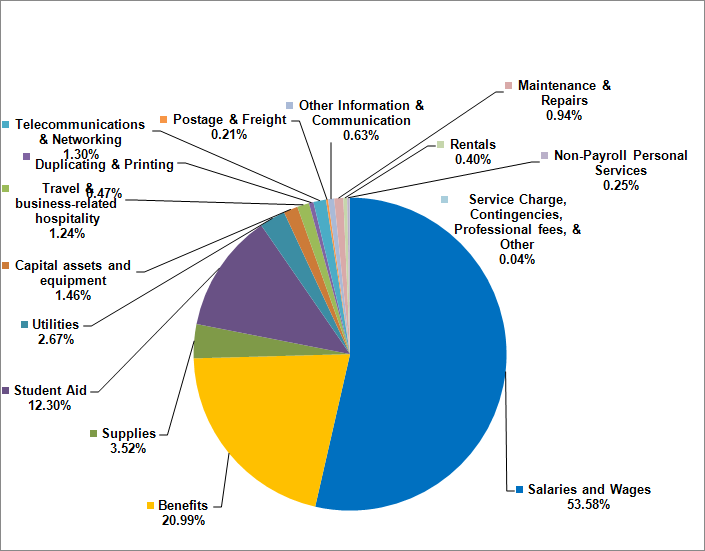 Maintenance &
Repairs
0.94%
Other Information &
Communication
0.63%
Postage & Freight
0.21%
Telecommunications
& Networking
1.30%
Rentals
0.40%
Non-Payroll Personal
Services
0.25%
Duplicating & Printing
0.47%
Travel &
business-related
hospitality
1.24%
Service Charge,
Contingencies,
Professional fees, &
Other
0.04%
Capital assets and
equipment
1.46%
Utilities
2.67%
Student Aid
12.30%
Supplies
3.52%
Benefits
20.99%
Salaries and Wages
53.58%